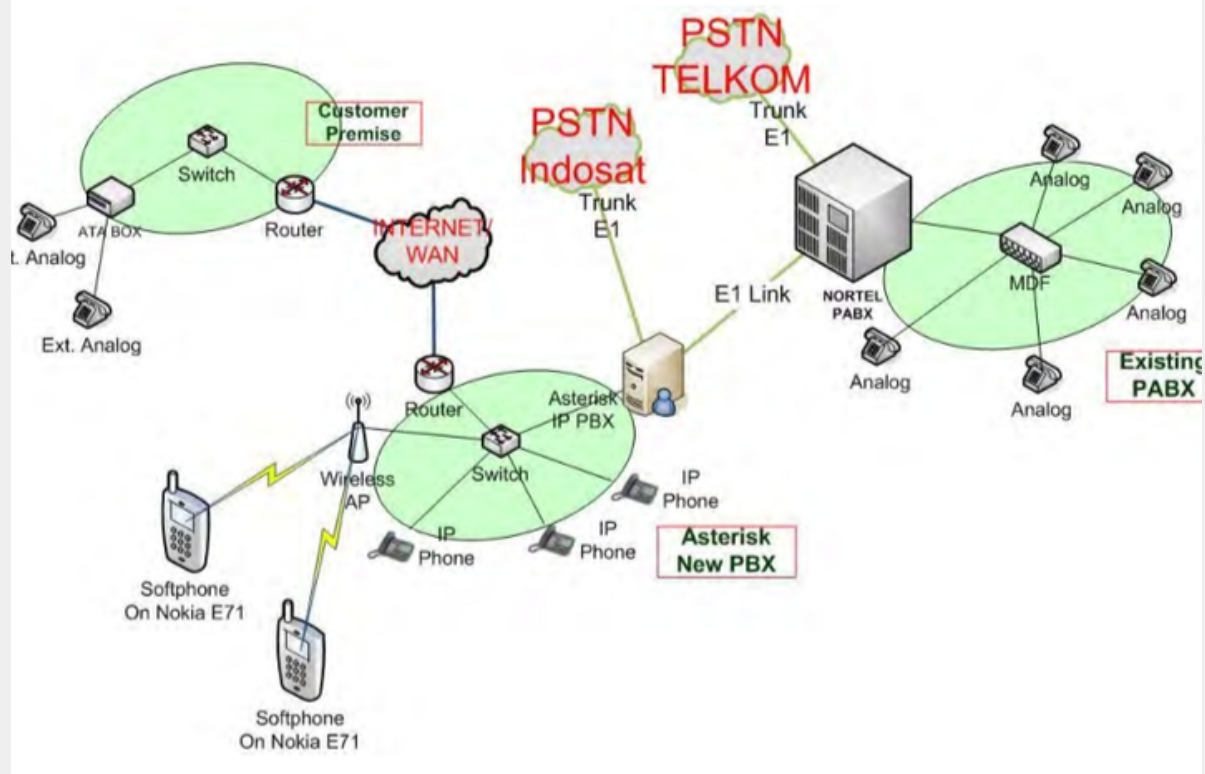 PSTN
TELKOM
Trunk
E1
PSTN
Indosat
Trunk
E1
Customer
Premise
Switch
ATA BOX
Router
t. Analog
Ext. Analog
INTERNET/
WAN
E1 Link
NORTEL
PABX
MDF
Analog
Analog
Analog
Analog
Analog
Existing
PABX
Router
Asterisk
IP PBX
Switch
Wireless
AP
IP
Phone
IP
Phone
IP
Phone
Asterisk
New PBX
Softphone
On Nokia E71
Softphone
On Nokia E71